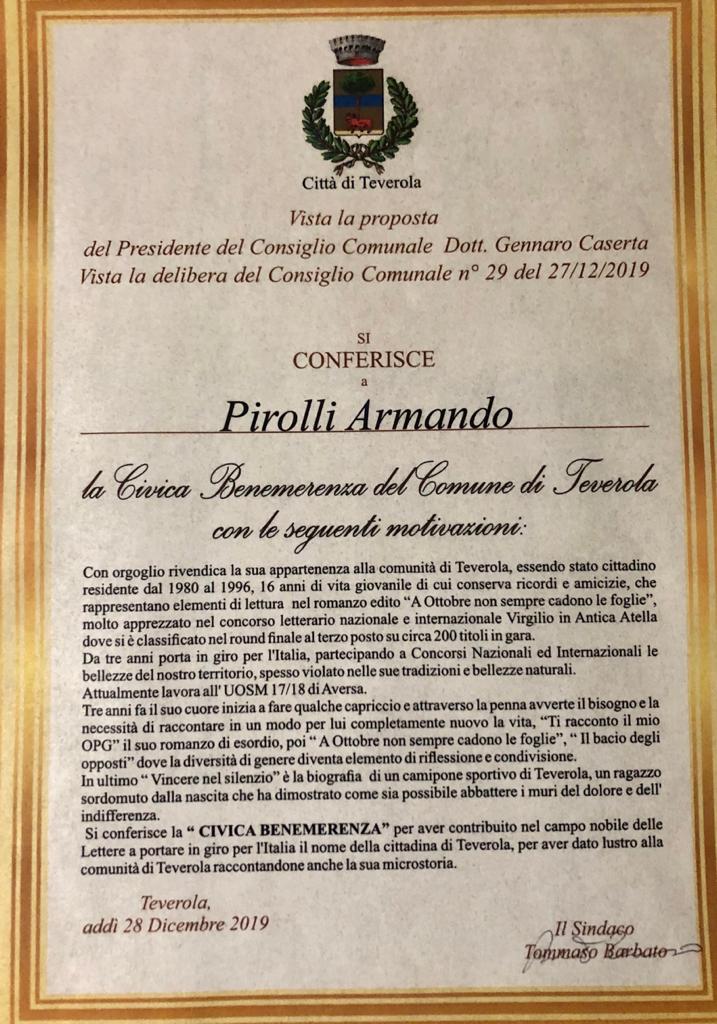 Città di Teverola
Vista la proposta
del Presidente del Consiglio Comunale Dott. Gennaro Caserta
Vista la delibera del Consiglio Comunale n° 29 del 27/12/2019
SI
CONFERISCE
a
Pirolli Armando
la Civica Benemerenza del Comune di Teverola
con le seguenti motivazioni:
Con orgoglio rivendica la sua appartenenza alla comunità di Teverola, essendo stato cittadino
residente dal 1980 al 1996, 16 anni di vita giovanile di cui conserva ricordi e amicizie, che
rappresentano elementi di lettura nel romanzo edito “A Ottobre non sempre cadono le foglie”,
molto apprezzato nel concorso letterario nazionale e internazionale Virgilio in Antica Atella
dove si è classificato nel round finale al terzo posto su circa 200 titoli in gara.
Da tre anni porta in giro per l'Italia, partecipando a Concorsi Nazionali ed Internazionali le
bellezze del nostro territorio, spesso violato nelle sue tradizioni e bellezze naturali.
Attualmente lavora all' UOSM 17/18 di Aversa.
Tre anni fa il suo cuore inizia a fare qualche capriccio e attraverso la penna avverte il bisogno e la
necessità di raccontare in un modo per lui completamente nuovo la vita, “Ti racconto il mio
OPG” il suo romanzo di esordio, poi “ A Ottobre non sempre cadono le foglie”, “ Il bacio degli
opposti” dove la diversità di genere diventa elemento di riflessione e condivisione.
In ultimo “ Vincere nel silenzio” è la biografia di un camipone sportivo di Teverola, un ragazzo
sordomuto dalla nascita che ha dimostrato come sia possibile abbattere i muri del dolore e dell'
indifferenza.
Si conferisce la “ CIVICA BENEMERENZA” per aver contribuito nel campo nobile delle
Lettere a portare in giro per l'Italia il nome della cittadina di Teverola, per aver dato lustro alla
comunità di Teverola raccontandone anche la sua microstoria.
Teverola,
addì 28 Dicembre 2019
Il Sindaco
Tommaso Barbato